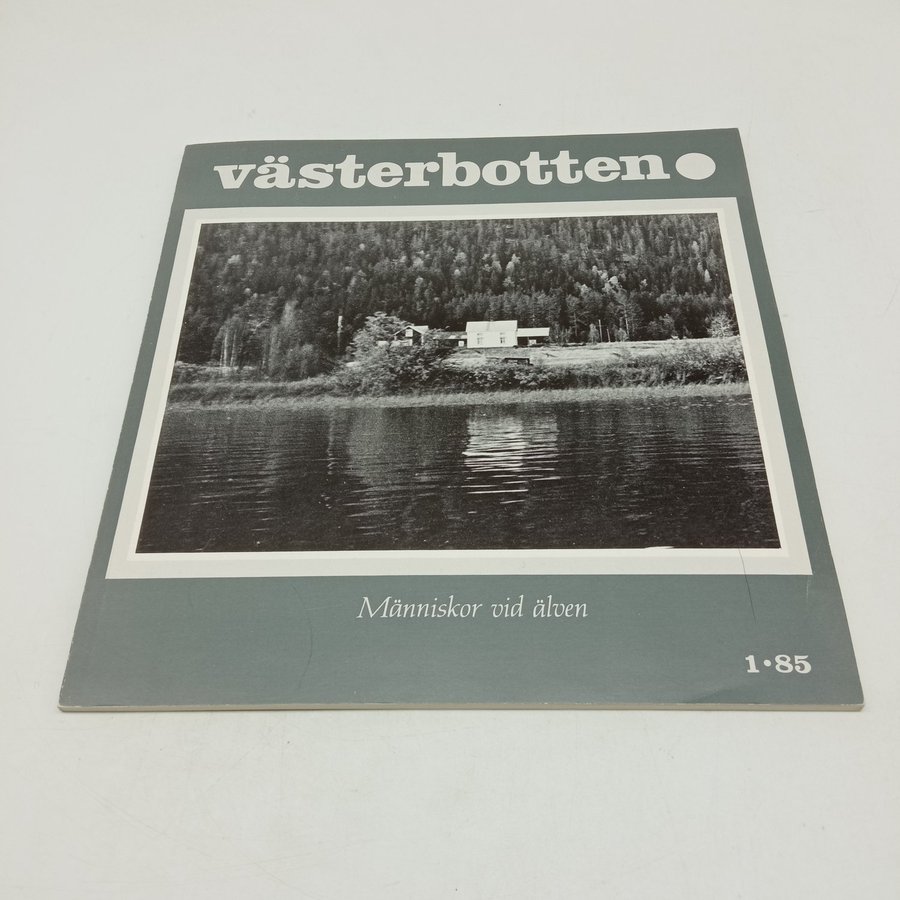 västerbotten
Människor vid älven
1•85